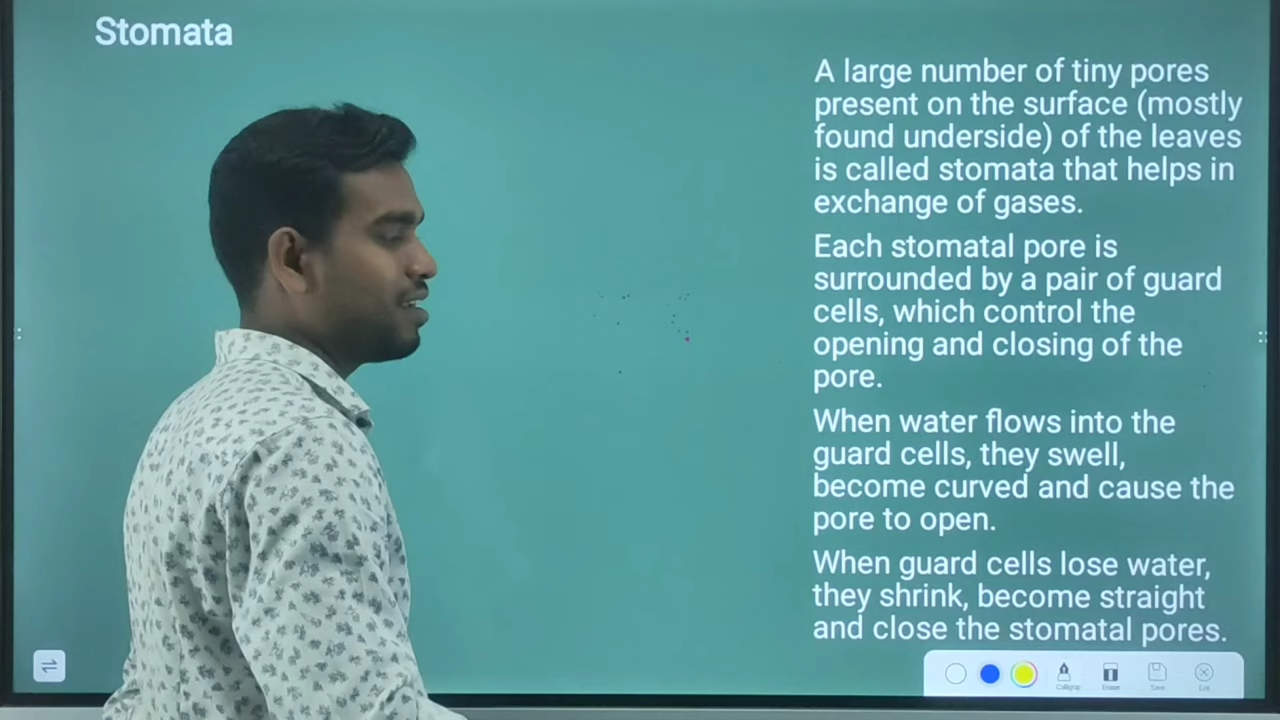 Stomata
A large number of tiny pores
present on the surface (mostly
found underside) of the leaves
is called stomata that helps in
exchange of gases.
Each stomatal pore is
surrounded by a pair of guard
cells, which control the
opening and closing of the
pore.
When water flows into the
guard cells, they swell,
become curved and cause the
pore to open.
When guard cells lose water,
they shrink, become straight
and close the stomatal pores.
Eraser
Save
Exit